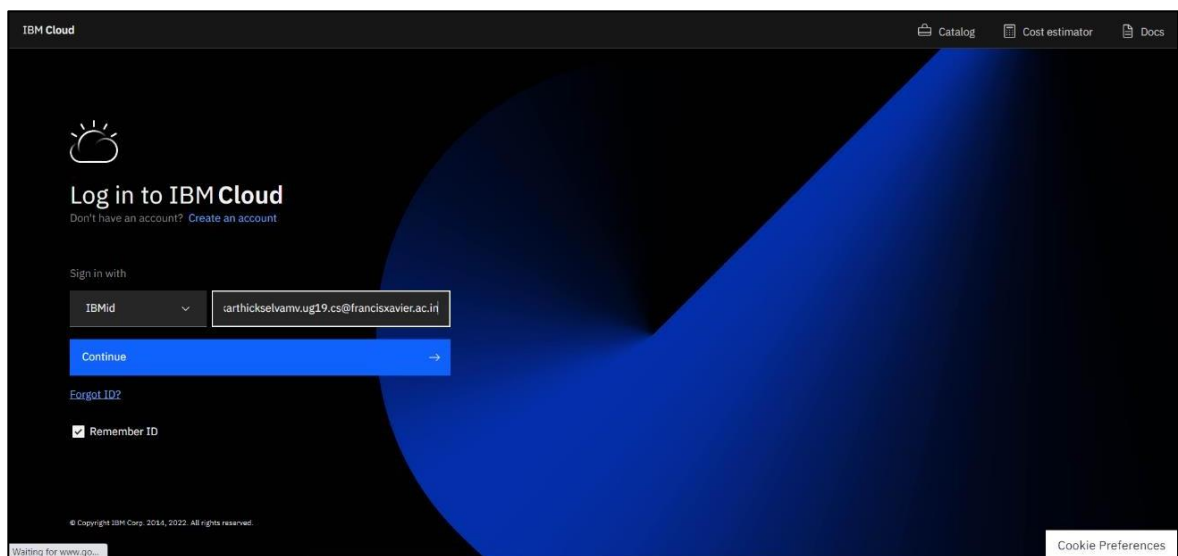 IBM Cloud
Catalog
Cost estimator
Docs
Log in to IBM Cloud
Don't have an account? Create an account
Sign in with
IBMid
karthickselvamv.ug19.cs@francisxavier.ac.in
Continue
Forgot ID?
Remember ID
© Copyright IBM Corp. 2014, 2022. All rights reserved.
Waiting for www.go...
Cookie Preferences